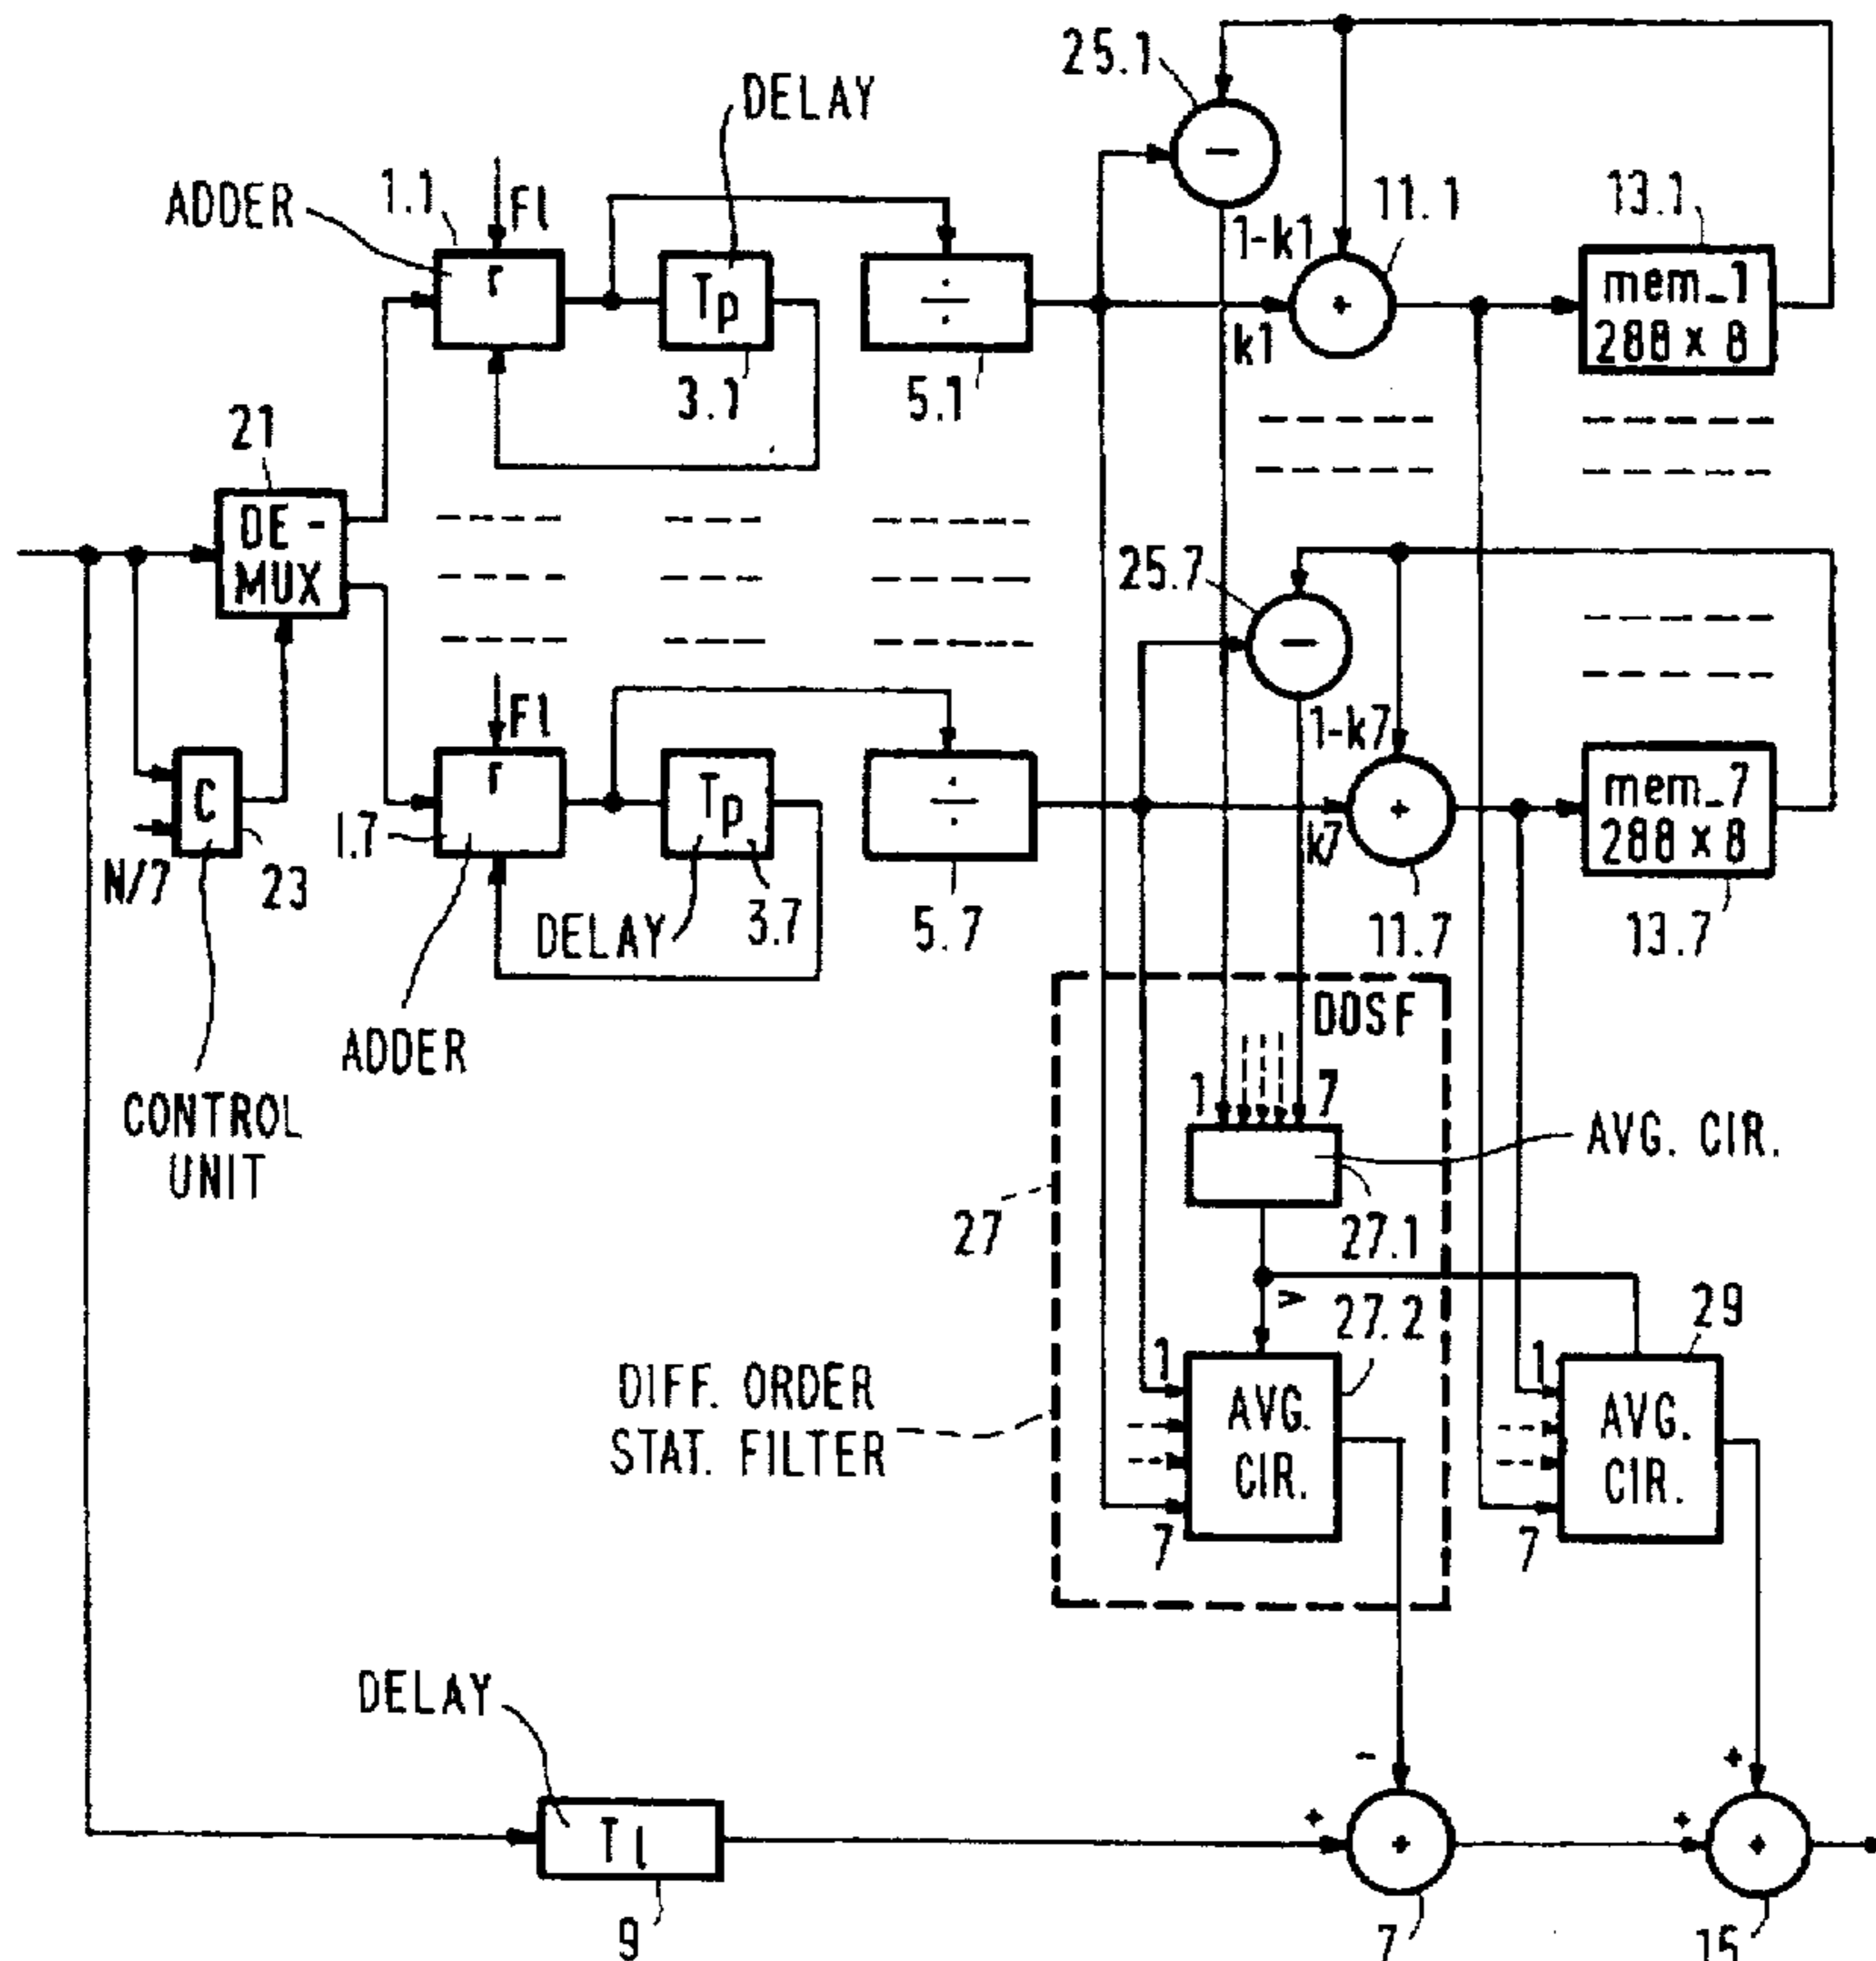 25.1
DELAY
ADDER
1.1
Fl
11.1
13.1
1-k1
Tp
÷
−
+
mem_1
288 x 8
k1
3.1
5.1
21
DE-
MUX
25.7
−
Fl
1-k7
C
Tp
÷
+
mem_7
288 x 8
1.7
k7
N/7
23
DELAY
3.7
5.7
11.7
13.7
DOSF
ADDER
CONTROL
UNIT
1
7
AVG. CIR.
27
27.1
29
27.2
1
1
DIFF. ORDER
STAT. FILTER
AVG.
CIR.
AVG.
CIR.
7
7
DELAY
-
+
+
+
Tl
+
+
9
7
15